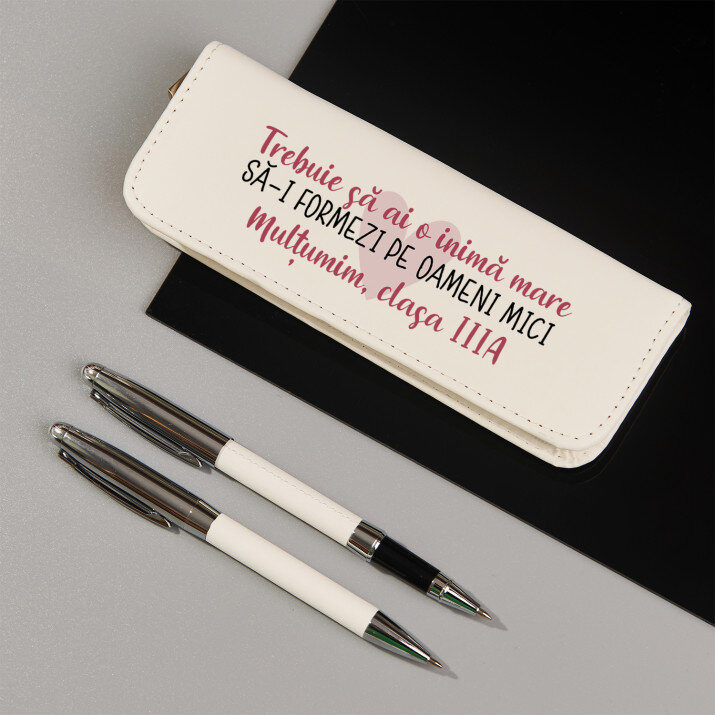 Trebuie să ai o inimă mare
SĂ-I FORMEZI PE OAMENI MICI
Mulțumim, clasa IIIA